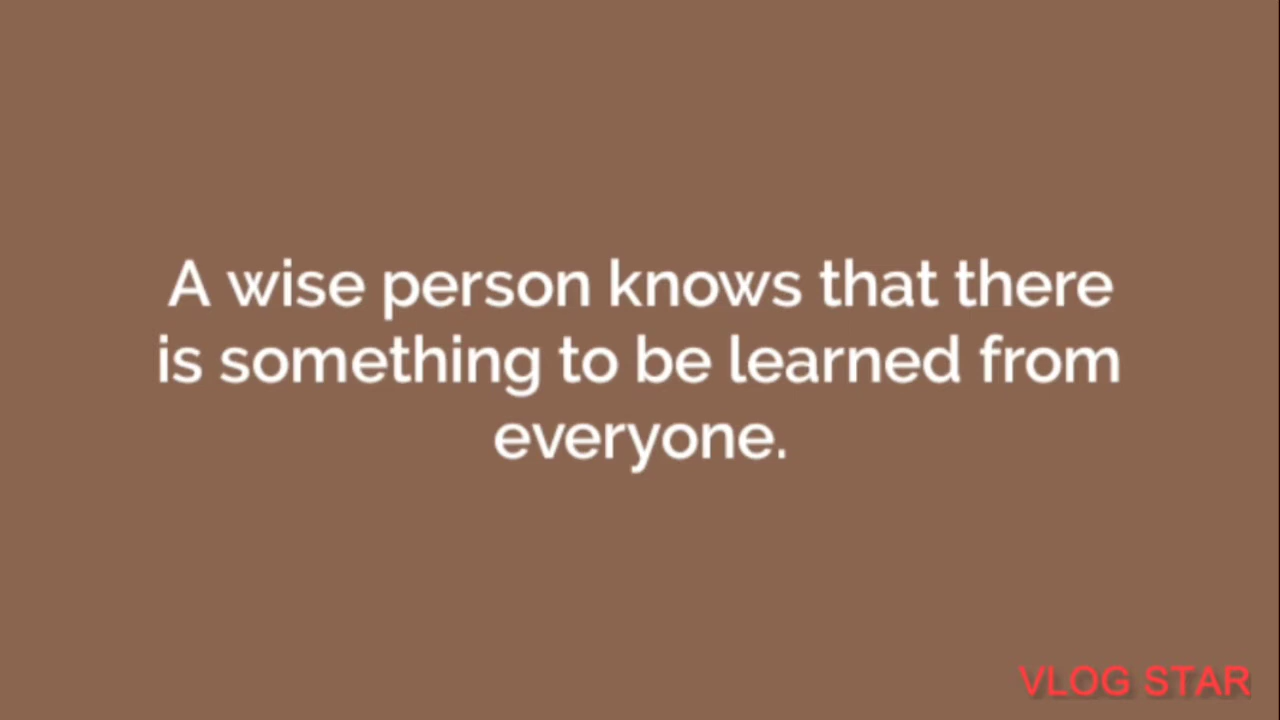 A wise person knows that there
is something to be learned from
everyone.
VLOG STAR